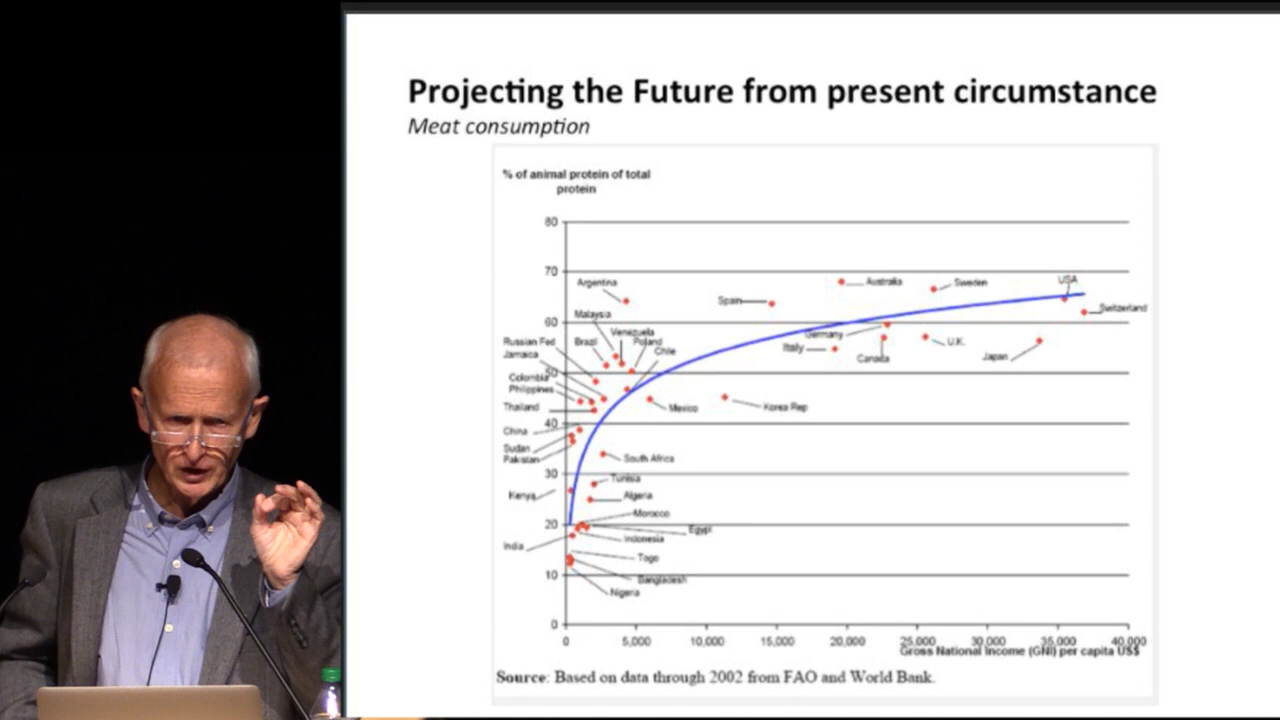 Projecting the Future from present circumstance
Meat consumption
% of animal protein of total
protein
80
70
60
50
40
30
20
10
0
Argentina
Malaysia
Venezuela
Russian Fed
Brazil
Poland
Jamaica
Chile
Colombia
Philippines
Thailand
China
Sudan
Pakistan
Kenya
India
Spain
Australia
Sweden
USA
Switzerland
Germany
Italy
Canada
U.K.
Japan
Mexico
Korea Rep
South Africa
Tunisia
Algeria
Morocco
Egypt
Indonesia
Togo
Bangladesh
Nigeria
0 5,000 10,000 15,000 20,000 25,000 30,000 35,000 40,000
Gross National Income (GNI) per capita US$
Source: Based on data through 2002 from FAO and World Bank.